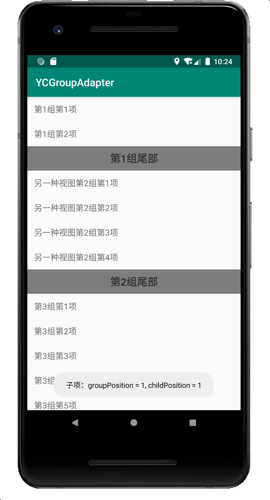 10:24
YCGroupAdapter
第1组第1项
第1组第2项
第1组尾部
另一种视图第2组第1项
另一种视图第2组第2项
另一种视图第2组第3项
另一种视图第2组第4项
第2组尾部
第3组第1项
第3组第2项
第3组第3项
第3组
子项：groupPosition = 1, childPosition = 1
第3组第5项